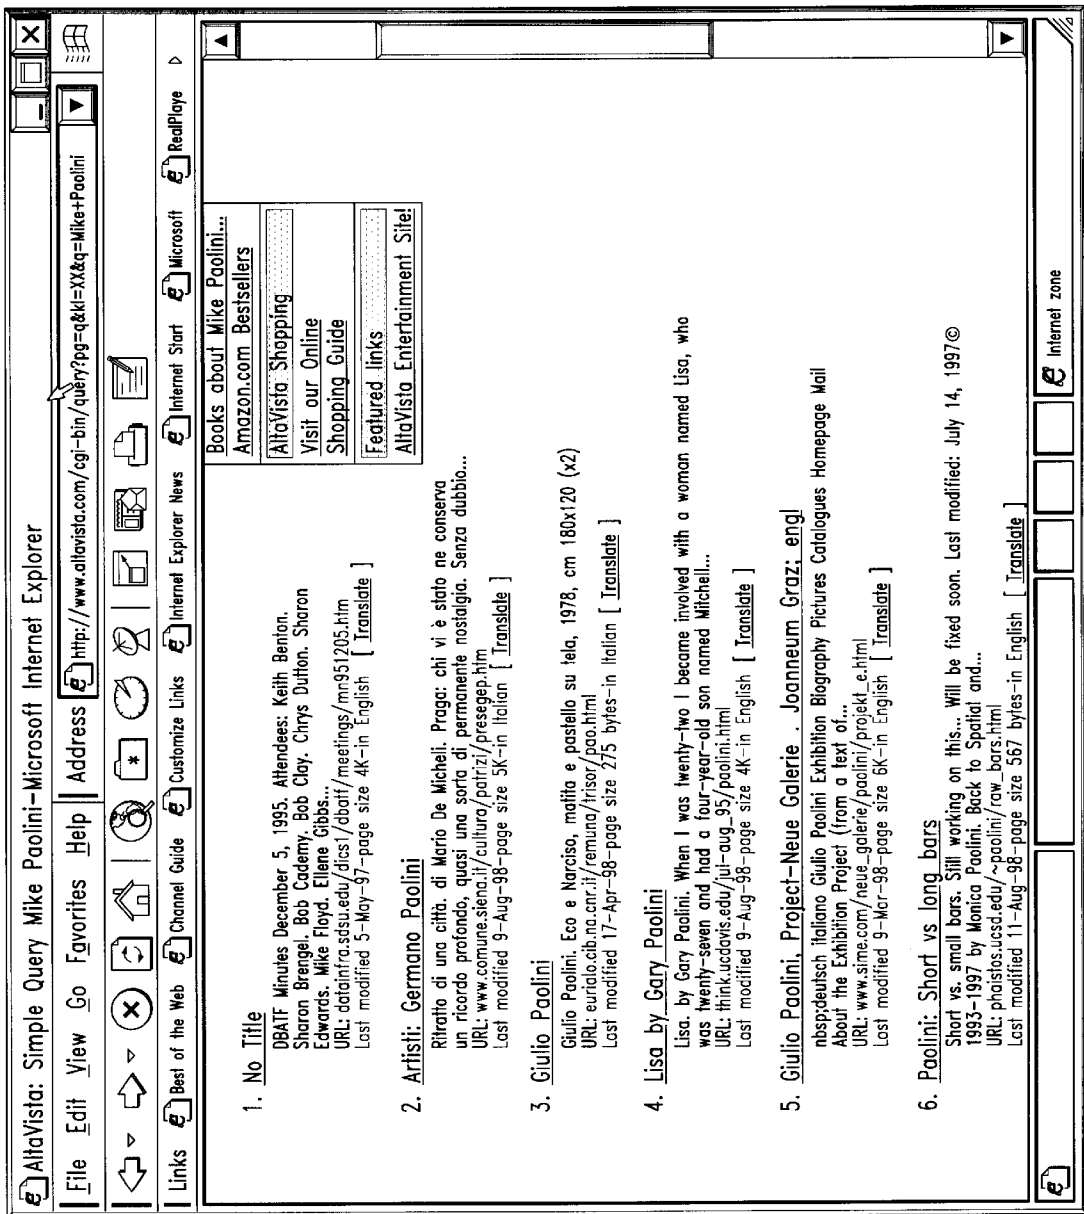 AltaVista: Simple Query Mike Paolini-Microsoft Internet Explorer
File Edit View Go Favorites Help Address http://www.altavista.com/cgi-bin/query?pg=q&kl=XX&q=Mike+Paolini
Links Best of the Web Channel Guide Customize Links Internet Explorer News Internet Start Microsoft RealPlaye
Books about Mike Paolini...
Amazon.com Bestsellers
AltaVista Shopping
Visit our Online
Shopping Guide
Featured links
AltaVista Entertainment Site!
1. No Title
DBATF Minutes December 5, 1995. Attendees: Keith Benton.
Sharon Brengel. Bob Cademy. Bob Clay. Chrys Dutton. Sharon
Edwards. Mike Floyd. Ellene Gibbs...
URL: datainfra.sdsu.edu/dics1/dbatf/meetings/mn951205.htm
Last modified 5-May-97-page size 4K-in English [ Translate ]
2. Artisti: Germano Paolini
Ritratto di una città. di Mario De Micheli. Praga: chi vi è stato ne conserva
un ricordo profondo, quasi una sorta di permanente nostalgia. Senza dubbio...
URL: www.comune.siena.it/cultura/patrizi/presegep.htm
Last modified 9-Aug-98-page size 5K-in Italian [ Translate ]
3. Giulio Paolini
Giulio Paolini. Eco e Narciso, matita e pastello su tela, 1978, cm 180x120 (x2)
URL: eurialo.cib.na.cnr.it/remuna/trisor/pao.html
Last modified 17-Apr-98-page size 275 bytes-in Italian [ Translate ]
4. Lisa by Gary Paolini
Lisa. by Gary Paolini. When I was twenty-two I became involved with a woman named Lisa, who
was twenty-seven and had a four-year-old son named Mitchell...
URL: think.ucdavis.edu/jul-aug_95/paolini.html
Last modified 9-Aug-98-page size 4K-in English [ Translate ]
5. Giulio Paolini, Project-Neue Galerie . Joanneum Graz; engl
nbsp;deutsch italiano Giulio Paolini Exhibition Biography Pictures Catalogues Homepage Mail
About the Exhibition Project (from a text of...
URL: www.sime.com/neue_galerie/paolini/projekt_e.html
Last modified 9-Mar-98-page size 6K-in English [ Translate ]
6. Paolini: Short vs long bars
Short vs. small bars. Still working on this... Will be fixed soon. Last modified: July 14, 1997©
1993-1997 by Monica Paolini. Back to Spatial and...
URL: phaistos.ucsd.edu/~paolini/raw_bars.html
Last modified 11-Aug-98-page size 567 bytes-in English [ Translate ]
Internet zone